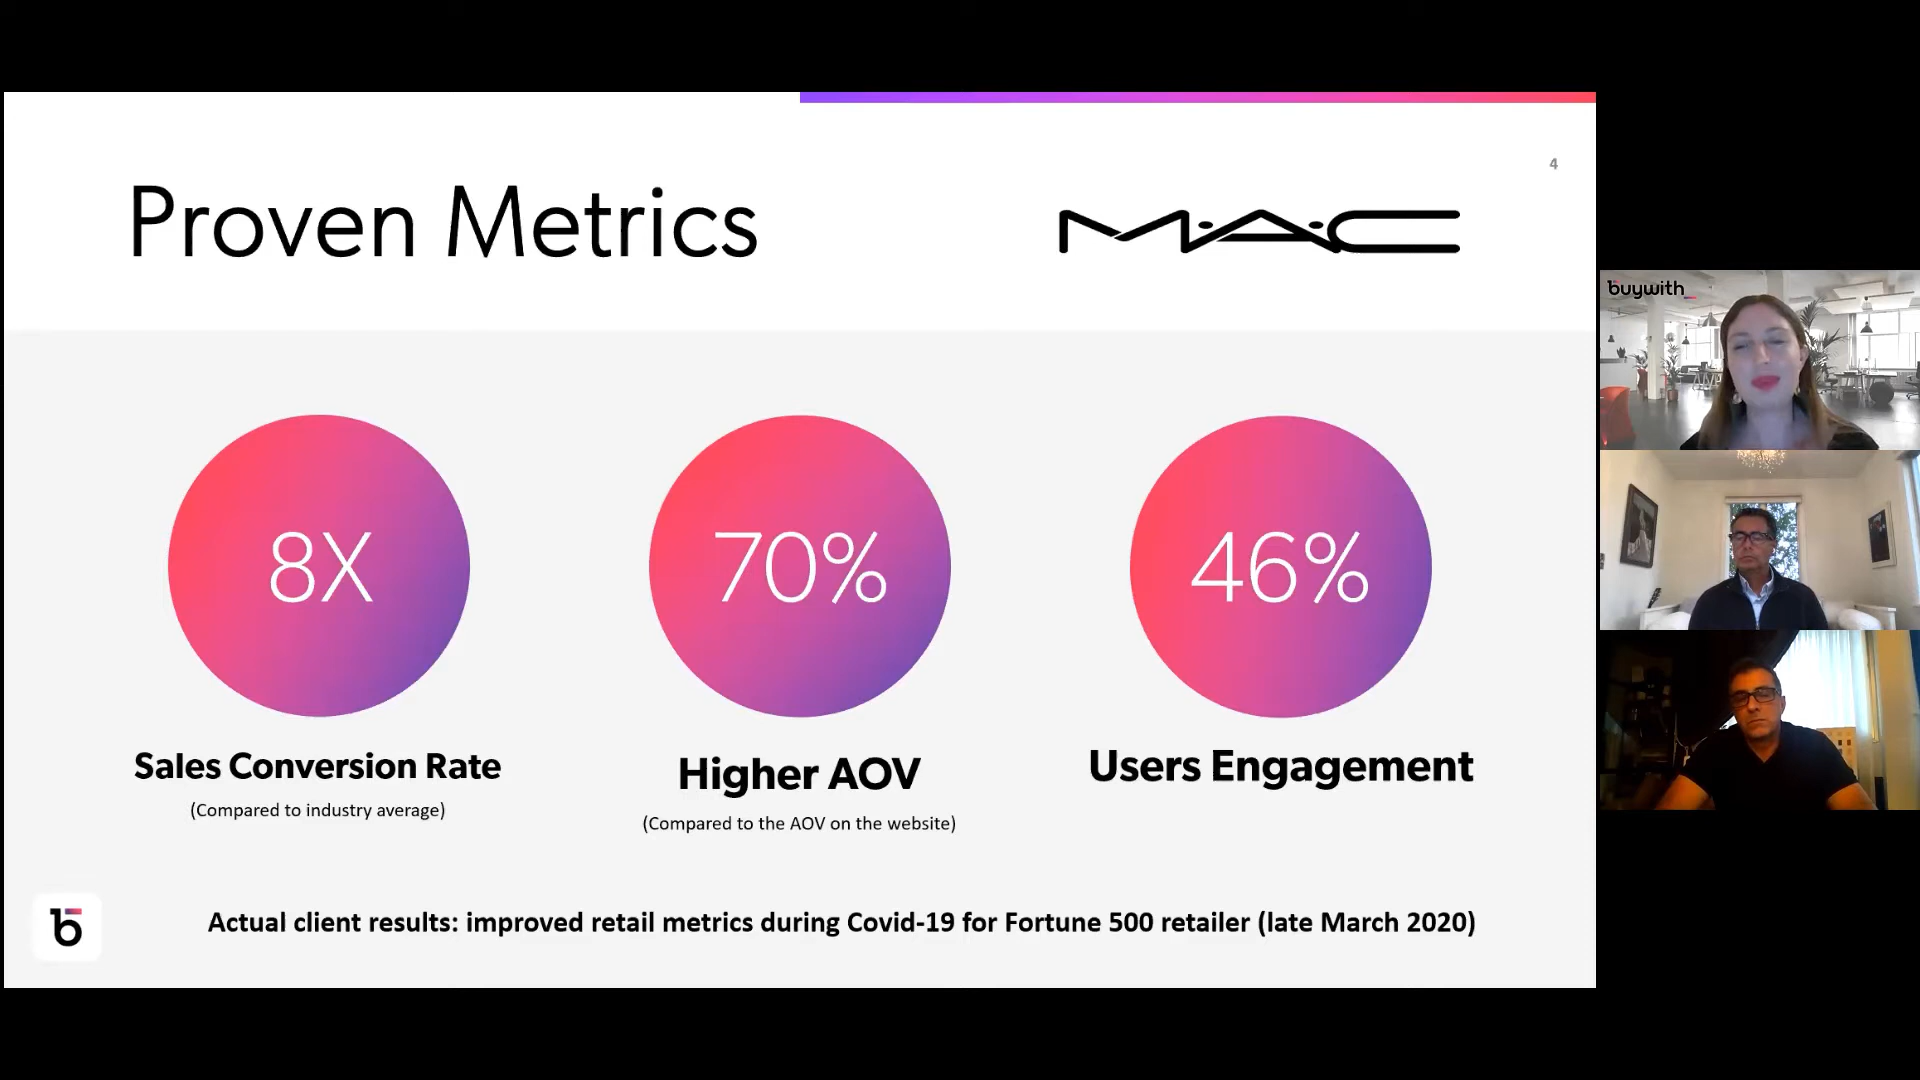 4
Proven Metrics
M·A·C
8X
70%
46%
Sales Conversion Rate
(Compared to industry average)
Higher AOV
(Compared to the AOV on the website)
Users Engagement
b
Actual client results: improved retail metrics during Covid-19 for Fortune 500 retailer (late March 2020)
buywith_